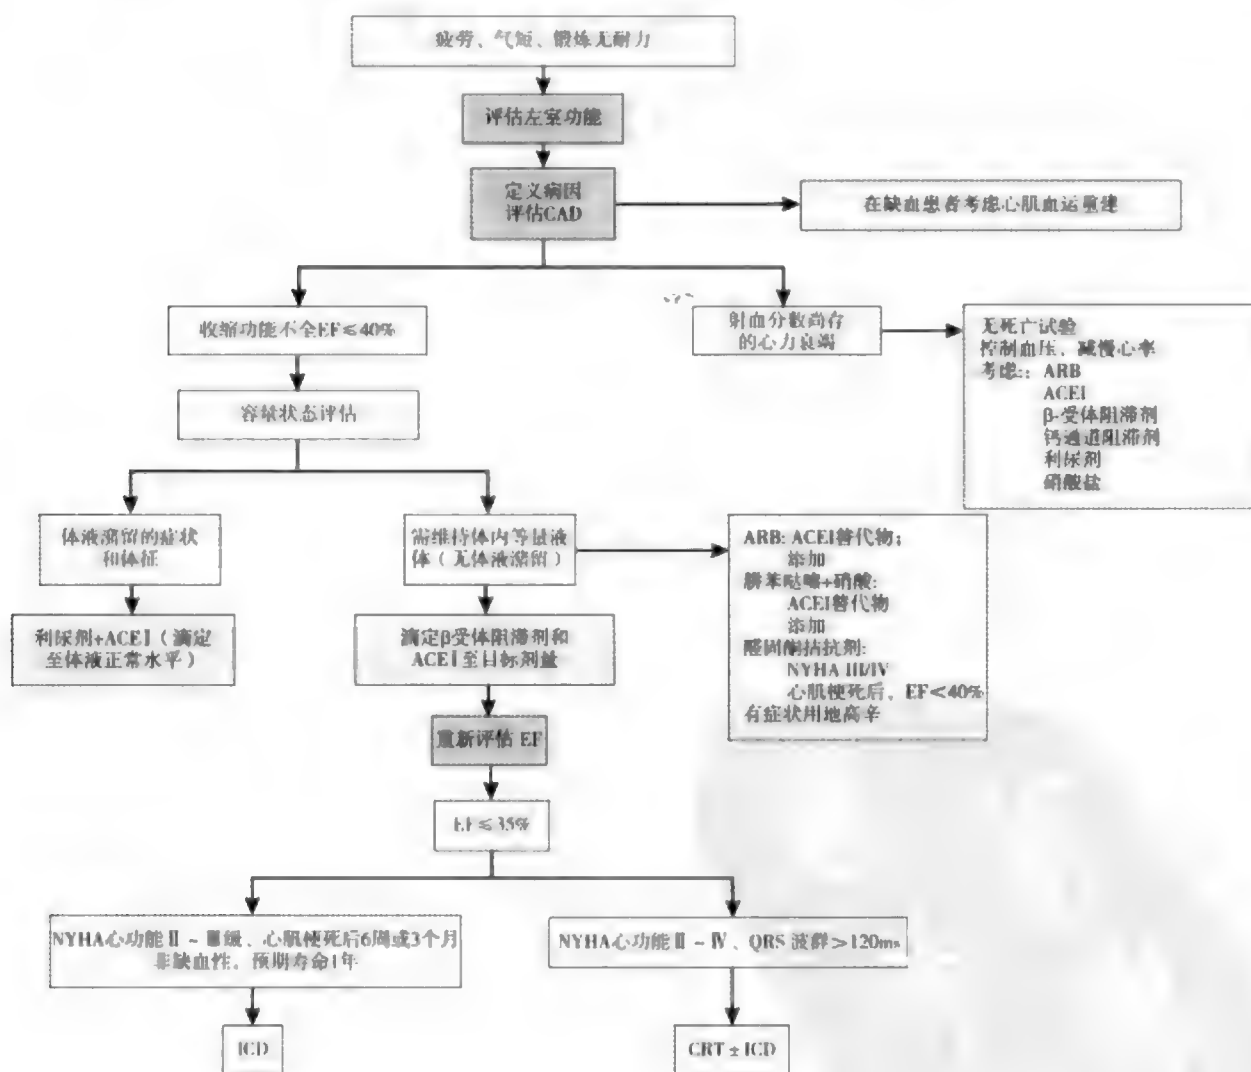 疲劳、气短、锻炼无耐力
评估左室功能
定义病因
评估CAD
在缺血患者考虑心肌血运重建
收缩功能不全EF≤40%
射血分数尚存
的心力衰竭
无死亡试验
控制血压、减慢心率
考虑：：ARB
ACEI
β-受体阻滞剂
钙通道阻滞剂
利尿剂
硝酸盐
容量状态评估
体液潴留的症状
和体征
需维持体内等量液
体（无体液潴留）
ARB: ACEI替代物；
添加
肼苯哒嗪+硝酸:
ACEI替代物
添加
醛固酮拮抗剂:
NYHA III/IV
心肌梗死后，EF<40%
有症状用地高辛
利尿剂+ACEI（滴定
至体液正常水平）
滴定β受体阻滞剂和
ACEI至目标剂量
重新评估 EF
EF≤35%
NYHA心功能Ⅱ~Ⅲ级、心肌梗死后6周或3个月
非缺血性，预期寿命1年
NYHA心功能Ⅱ~Ⅳ、QRS 波群>120ms
ICD
CRT±ICD